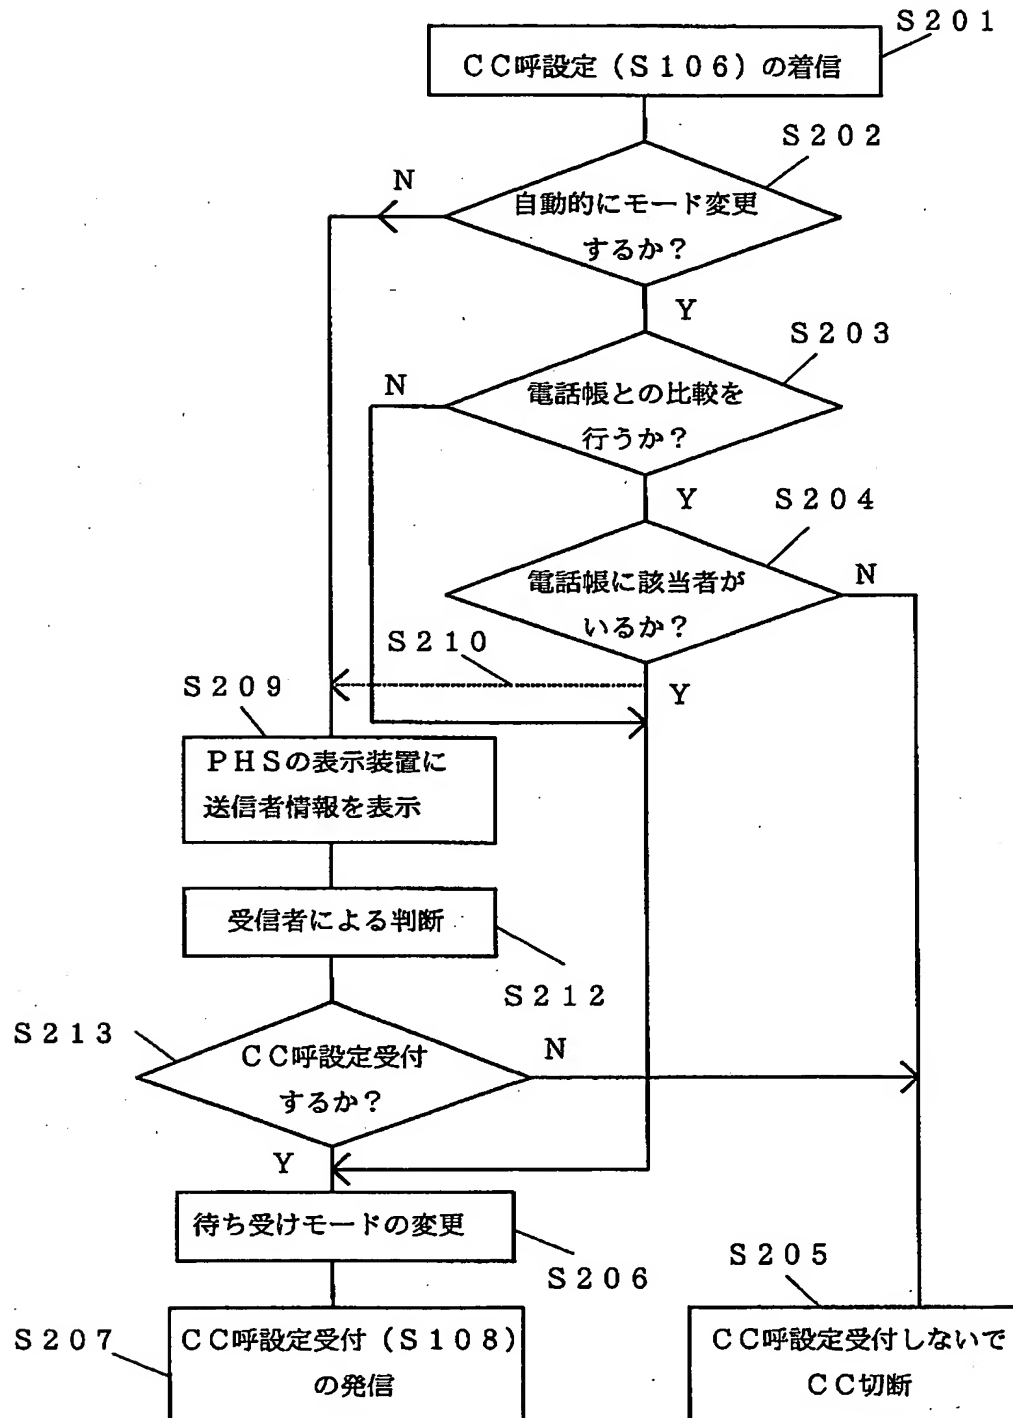 Ｓ２０１
ＣＣ呼設定（Ｓ１０６）の着信
Ｓ２０２
Ｎ
自動的にモード変更
するか？
Ｙ
Ｓ２０３
Ｎ
電話帳との比較を
行うか？
Ｙ
Ｓ２０４
電話帳に該当者が
いるか？
Ｎ
Ｓ２１０
Ｙ
Ｓ２０９
ＰＨＳの表示装置に
送信者情報を表示
受信者による判断
Ｓ２１２
Ｓ２１３
ＣＣ呼設定受付
するか？
Ｎ
Ｙ
待ち受けモードの変更
Ｓ２０６
Ｓ２０５
Ｓ２０７
ＣＣ呼設定受付（Ｓ１０８）
の発信
ＣＣ呼設定受付しないで
ＣＣ切断